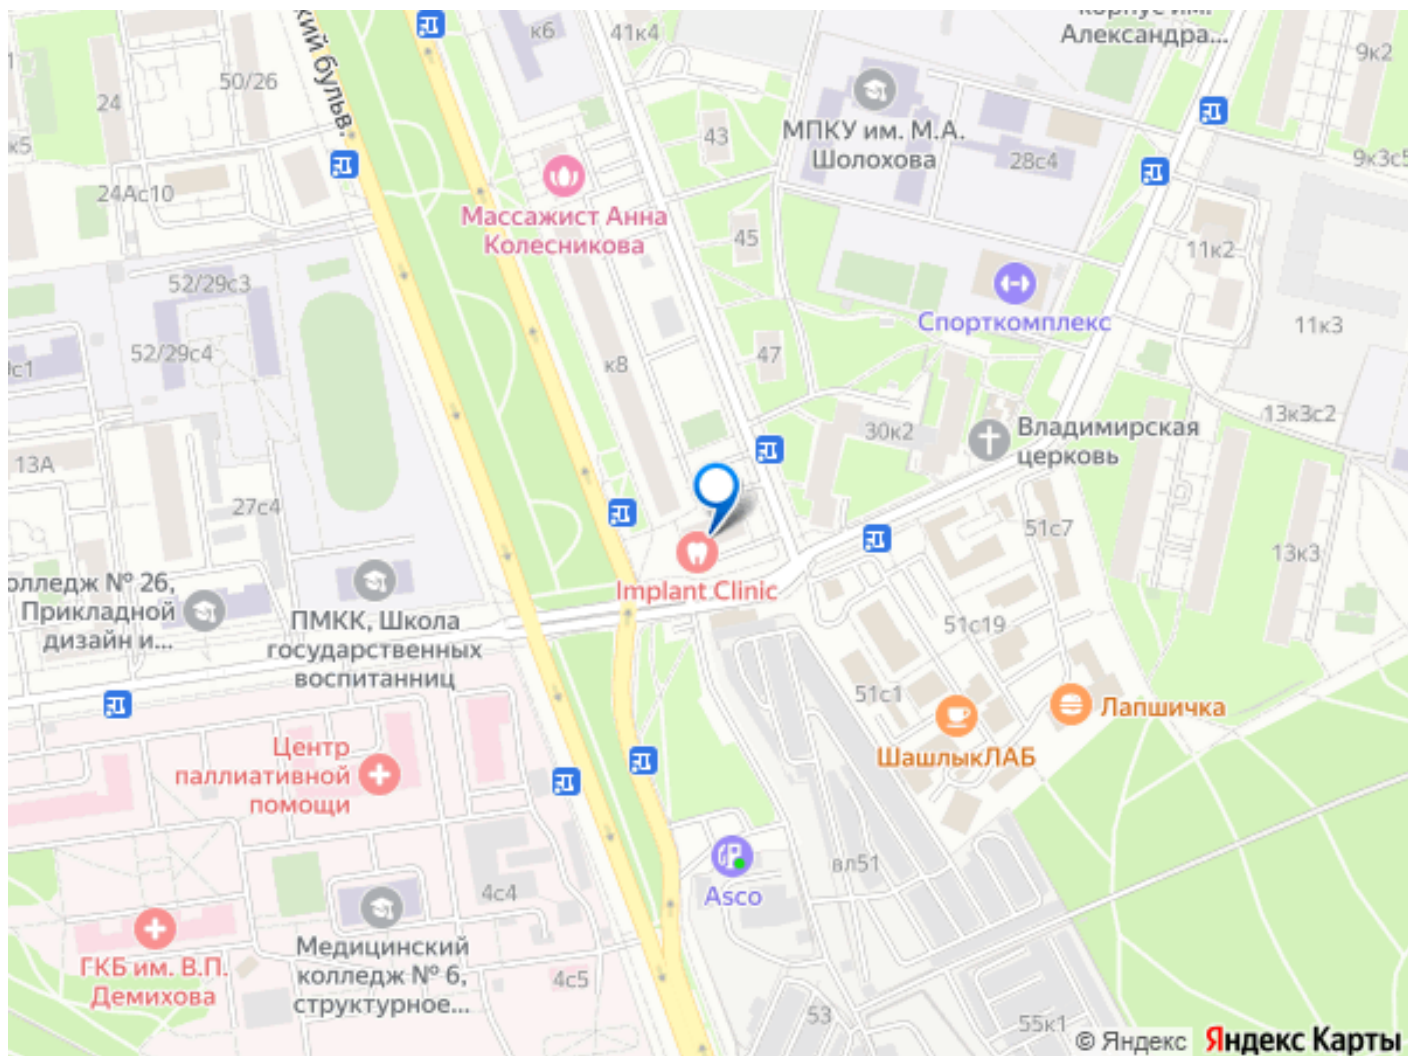 кий бульв.
к6
41к4
корпус им.
Александра...
9к2
50/26
24
к5
24Ас10
43
МПКУ им. М.А.
Шолохова
28с4
9к3с5
Массажист Анна
Колесникова
45
11к2
52/29с3
Спорткомплекс
11к3
52/29с4
9с1
к8
47
13к3с2
30к2
Владимирская
церковь
13А
27с4
51с7
13к3
Implant Clinic
олледж № 26,
Прикладной
дизайн и...
ПМКК, Школа
государственных
воспитанниц
51с19
51с1
Лапшичка
ШашлыкЛАБ
Центр
паллиативной
помощи
вл51
Asco
4с4
Медицинский
колледж № 6,
структурное...
ГКБ им. В.П.
Демихова
4с5
53
55к1
© Яндекс Яндекс Карты